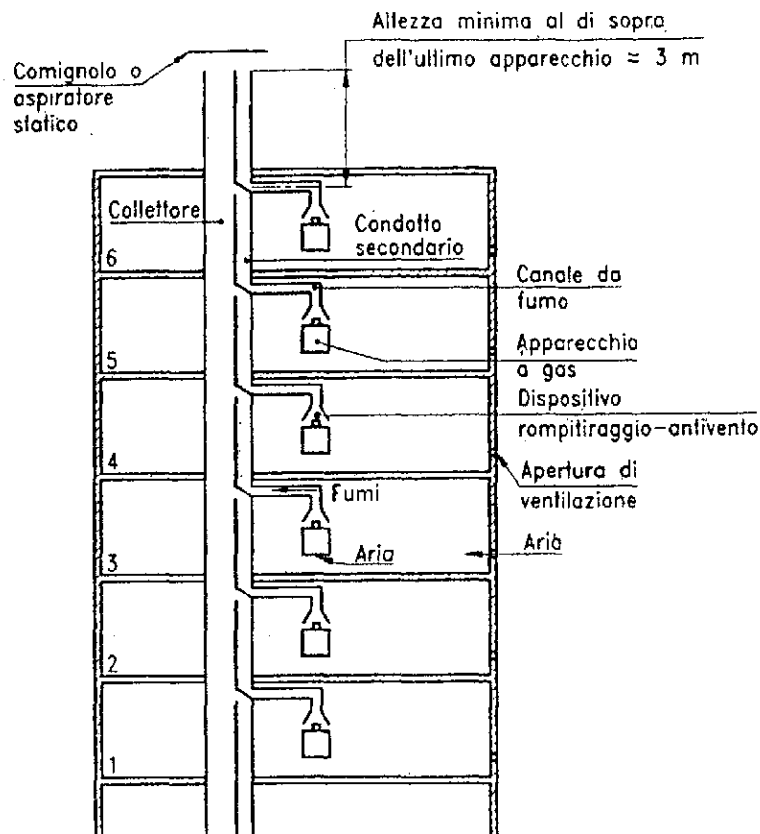 Altezza minima al di sopra
dell'ultimo apparecchio = 3 m
Comignolo o
aspiratore
statico
Collettore
Condotto
secondario
6
Canale da
fumo
5
Apparecchio
a gas
Dispositivo
rompitiraggio-antivento
4
Apertura di
ventilazione
Fumi
Aria
Aria
3
2
1